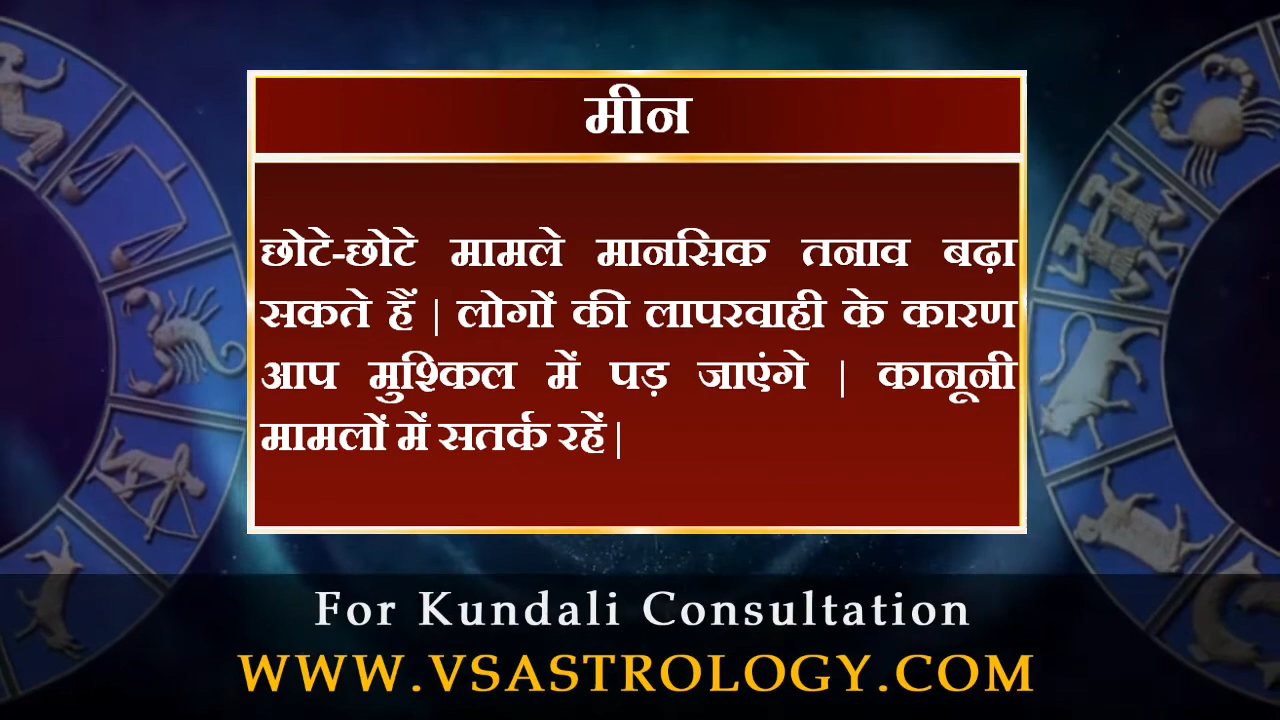 मीन
छोटे-छोटे मामले मानसिक तनाव बढ़ा
सकते हैं | लोगों की लापरवाही के कारण
आप मुश्किल में पड़ जाएंगे | कानूनी
मामलों में सतर्क रहें|
For Kundali Consultation
WWW.VSASTROLOGY.COM